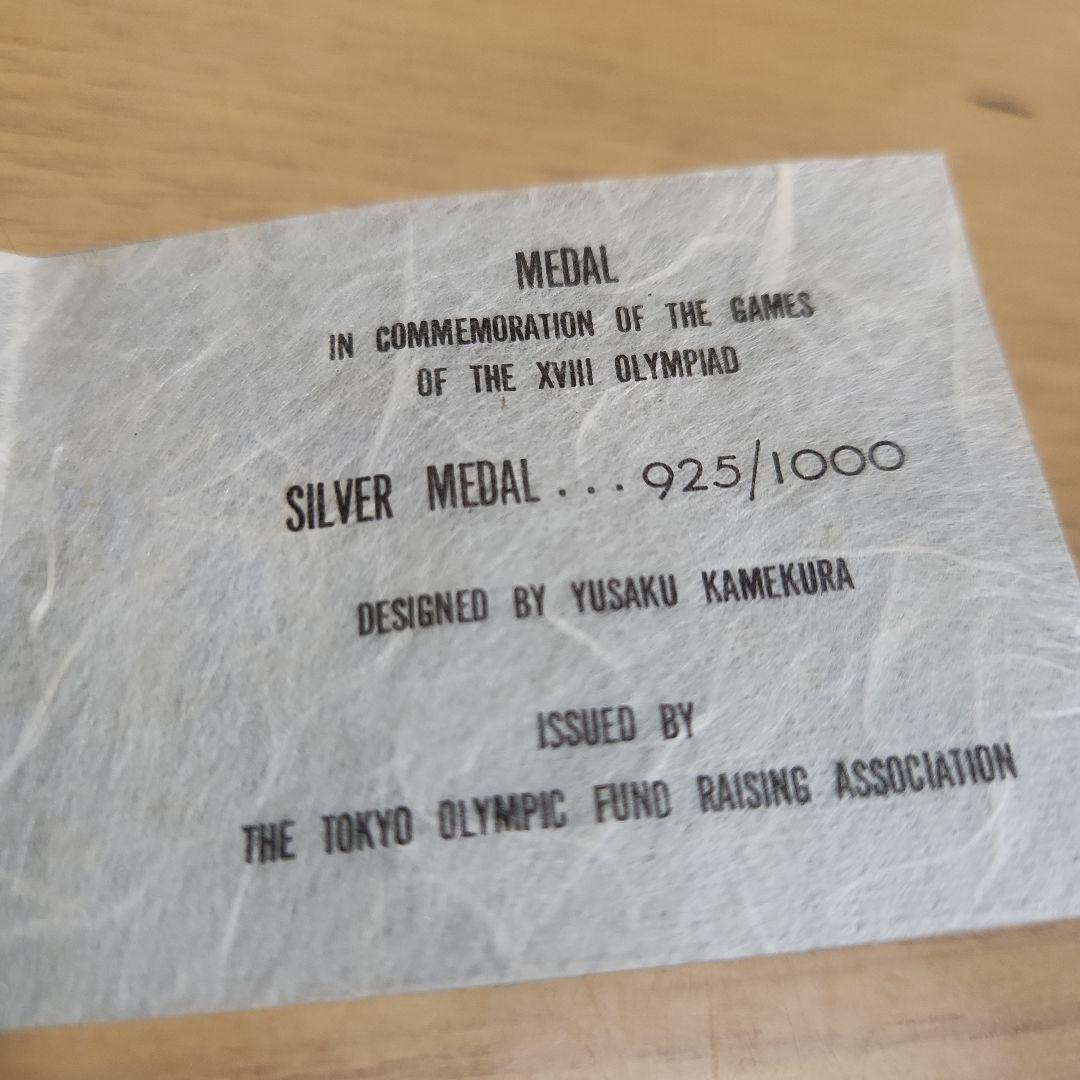 MEDAL
IN COMMEMORATION OF THE GAMES
OF THE XVIII OLYMPIAD
SILVER MEDAL . . . 925/1000
DESIGNED BY YUSAKU KAMEKURA
ISSUED BY
THE TOKYO OLYMPIC FUND RAISING ASSOCIATION